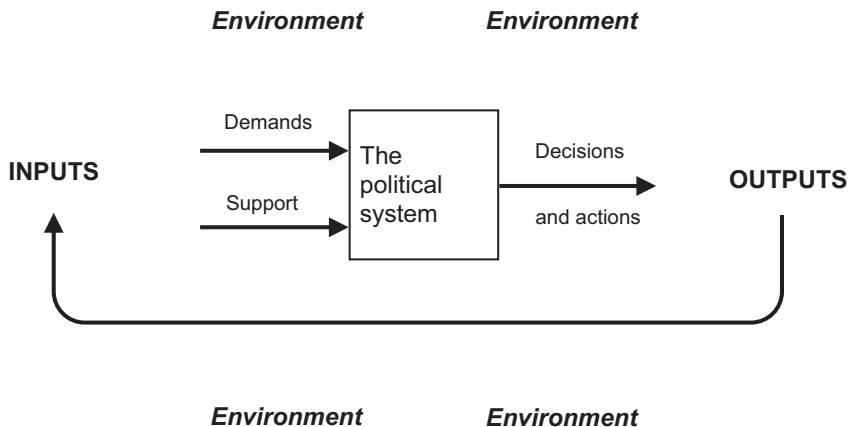 Environment Environment
Demands
INPUTS
Support
The
political
system
Decisions
and actions
OUTPUTS
Environment Environment